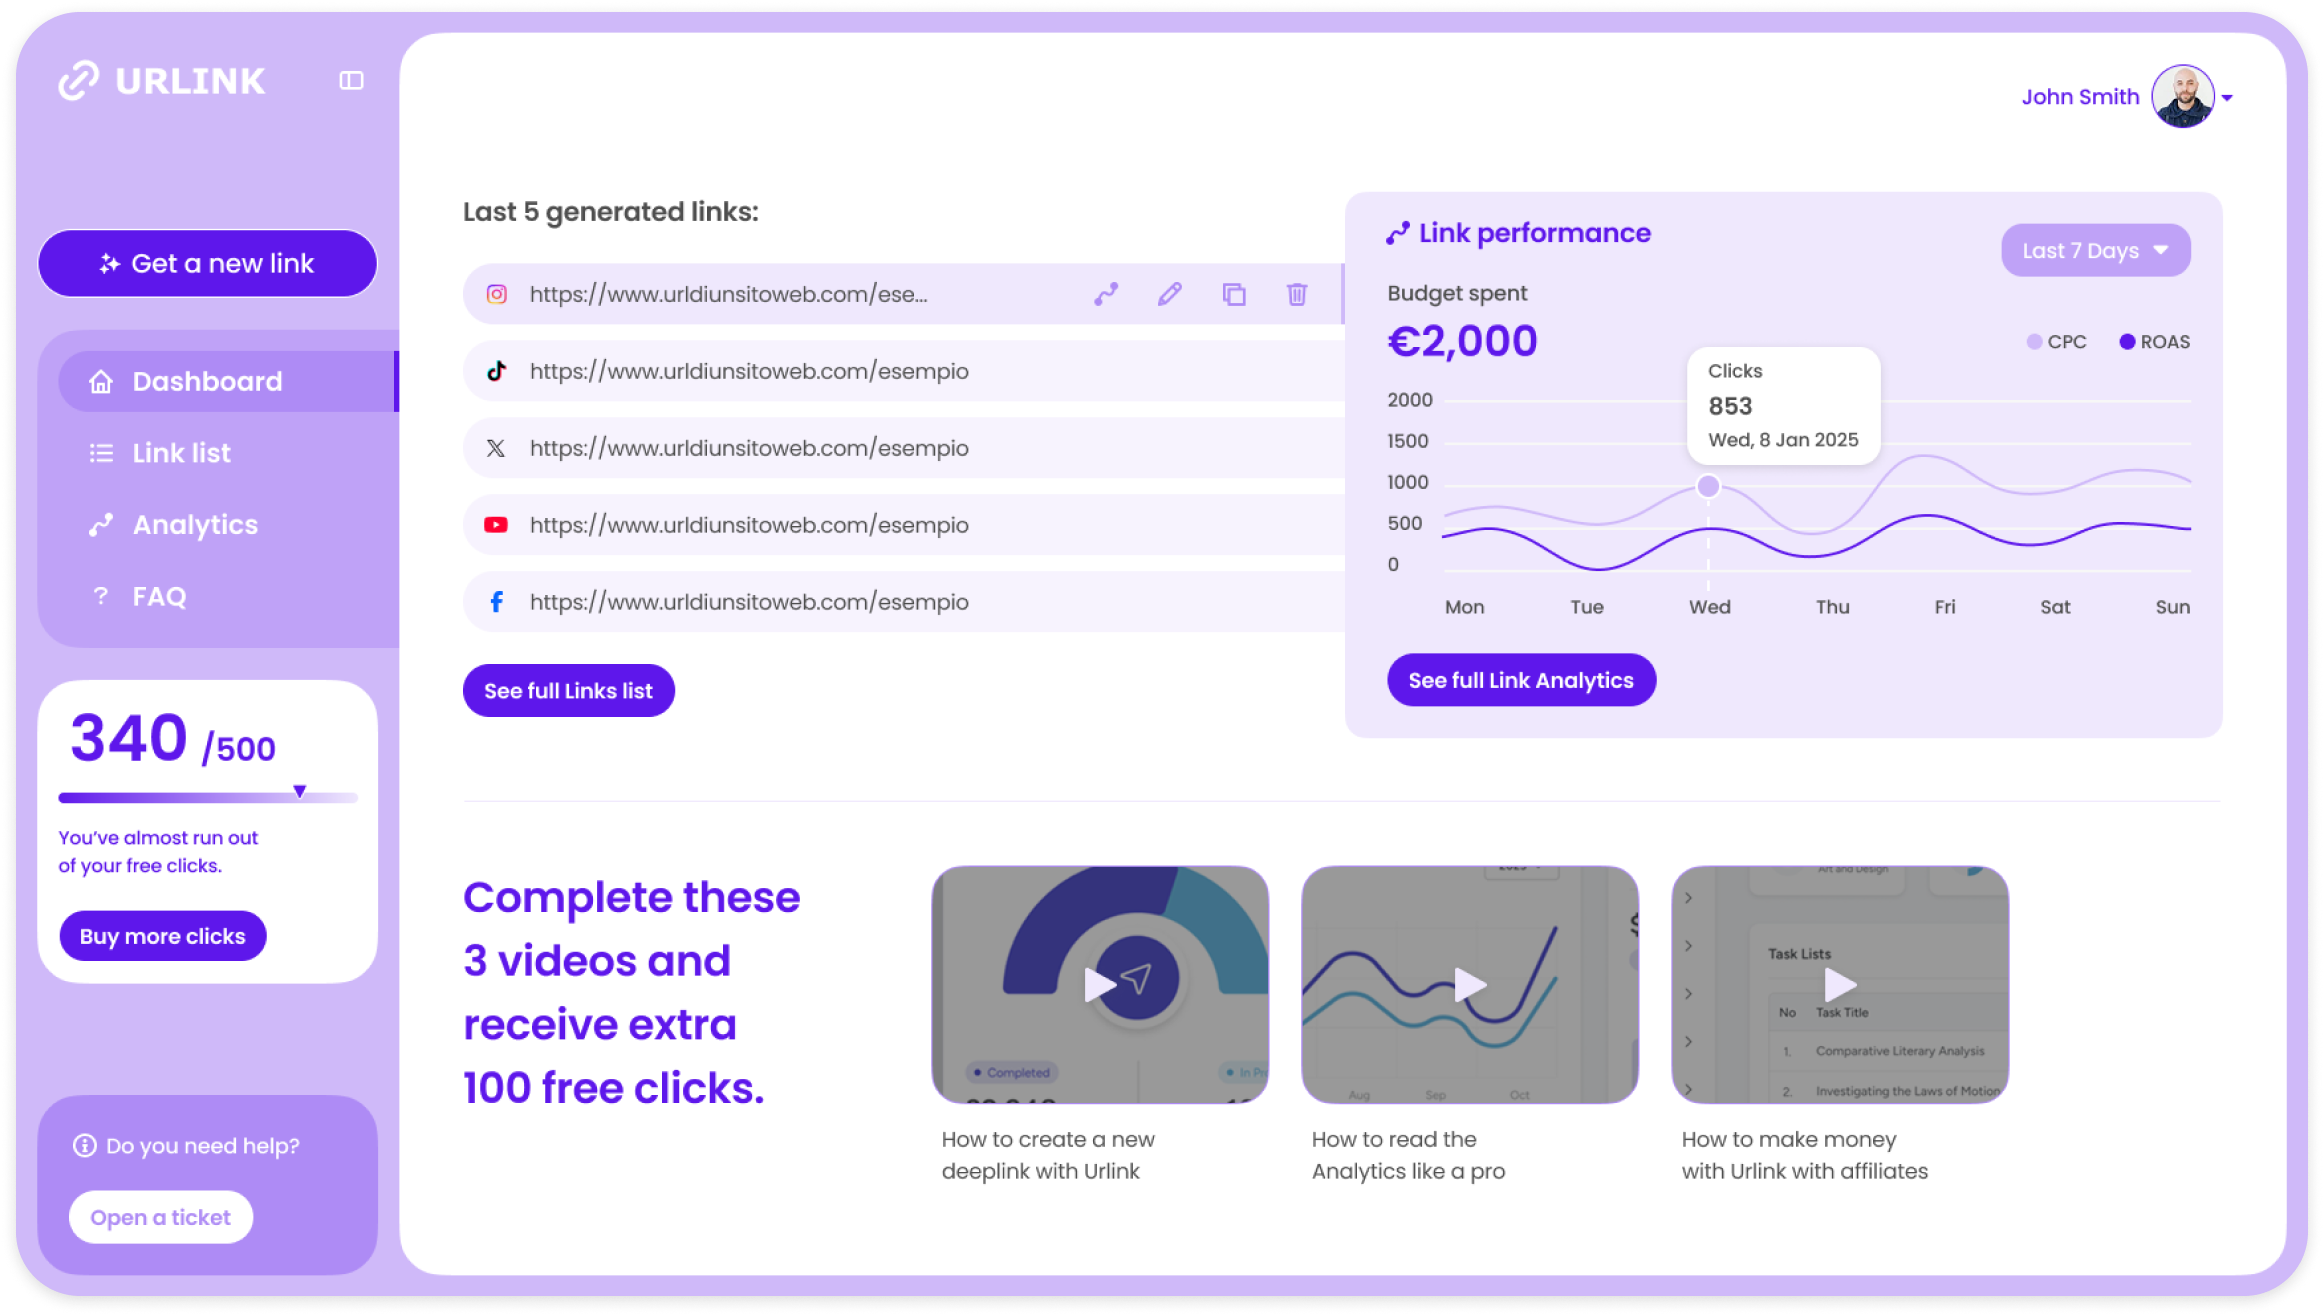 URLINK
John Smith
Get a new link
Dashboard
Link list
Analytics
? FAQ
340 /500
You've almost run out
of your free clicks.
Buy more clicks
Do you need help?
Open a ticket
Last 5 generated links:
https://www.urldiunsitoweb.com/ese...
https://www.urldiunsitoweb.com/esempio
https://www.urldiunsitoweb.com/esempio
https://www.urldiunsitoweb.com/esempio
https://www.urldiunsitoweb.com/esempio
See full Links list
Link performance
Last 7 Days
Budget spent
€2,000
CPC
ROAS
Clicks
853
Wed, 8 Jan 2025
2000
1500
1000
500
0
Mon Tue Wed Thu Fri Sat Sun
See full Link Analytics
Complete these
3 videos and
receive extra
100 free clicks.
Completed
Aug Sep Oct
Art and Design
Task Lists
No Task Title
1. Comparative Literary Analysis
2. Investigating the Laws of Motion
How to create a new
deeplink with Urlink
How to read the
Analytics like a pro
How to make money
with Urlink with affiliates